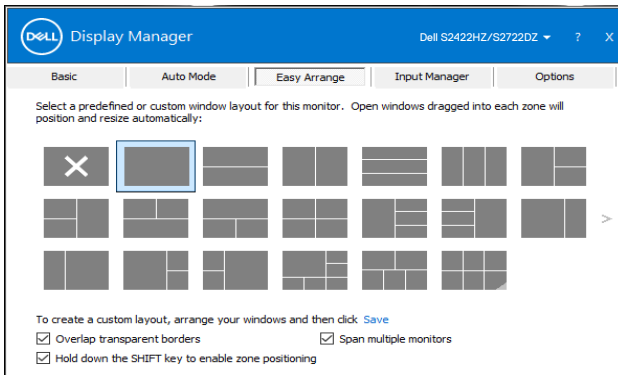 DELL Display Manager Dell S2422HZ/S2722DZ ? X
Basic Auto Mode Easy Arrange Input Manager Options
Select a predefined or custom window layout for this monitor. Open windows dragged into each zone will
position and resize automatically:
>
To create a custom layout, arrange your windows and then click Save
Overlap transparent borders Span multiple monitors
Hold down the SHIFT key to enable zone positioning